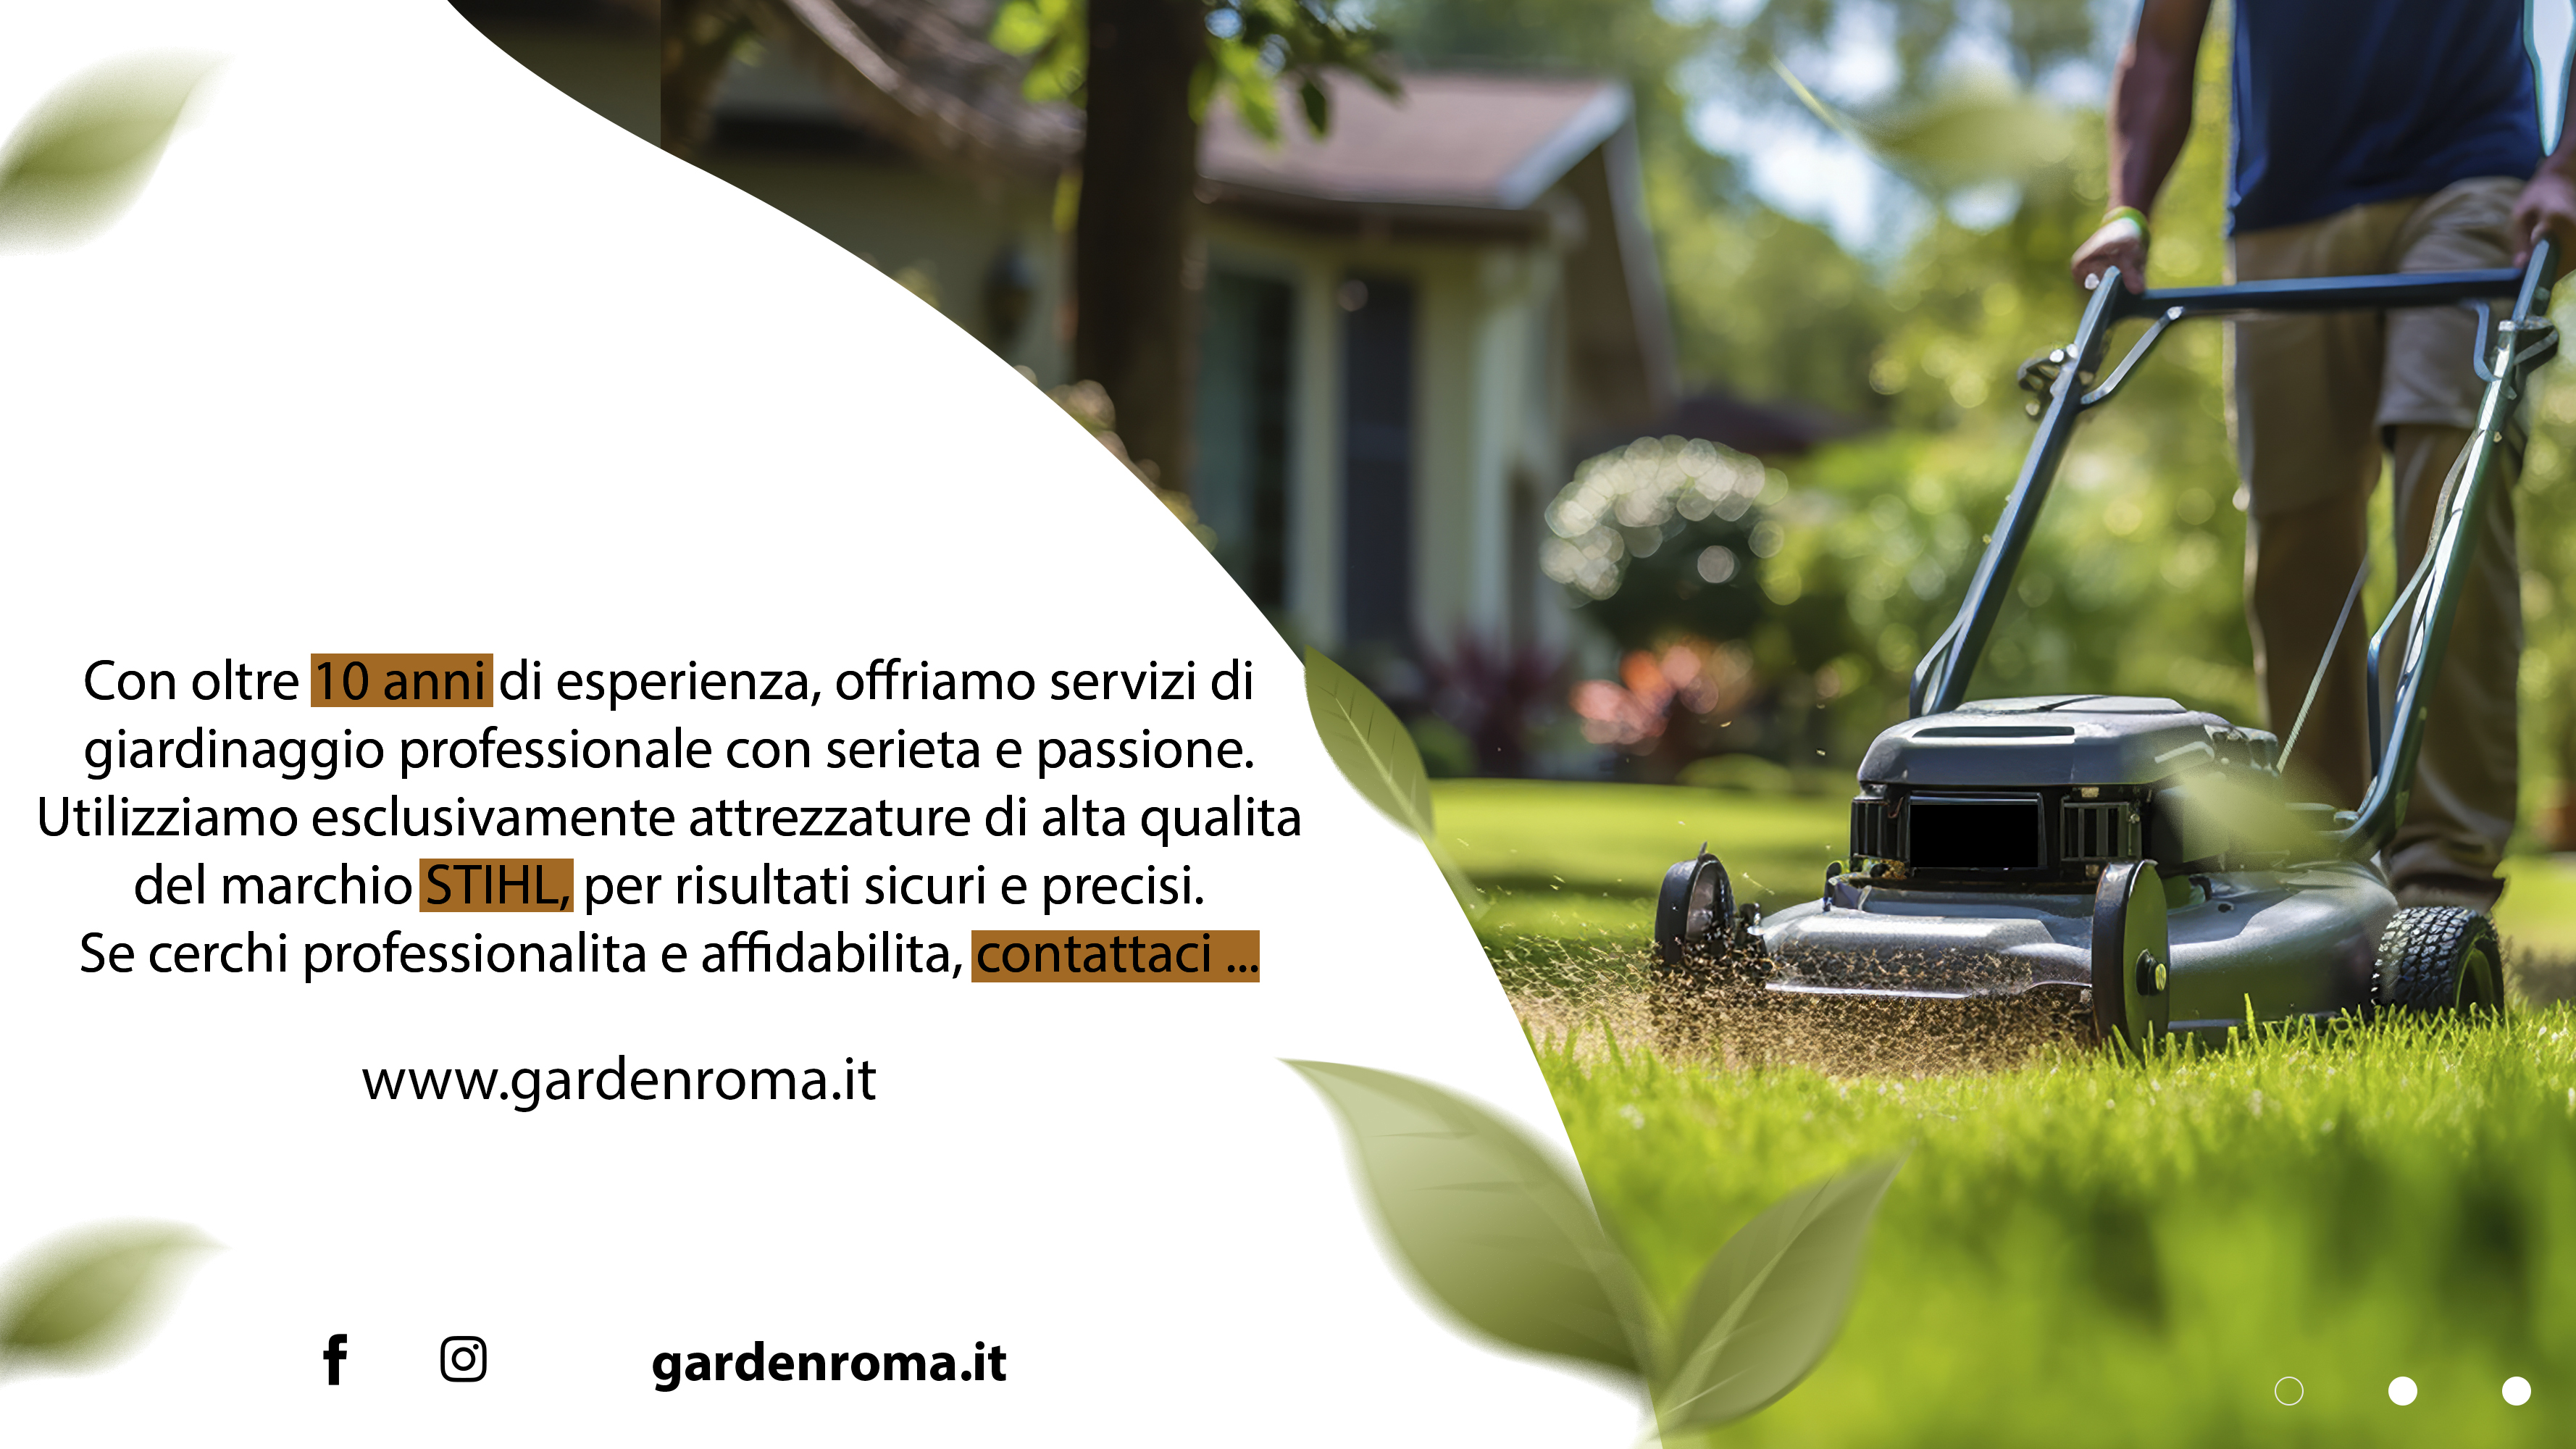 Con oltre 10 anni di esperienza, offriamo servizi di
giardinaggio professionale con serieta e passione.
Utilizziamo esclusivamente attrezzature di alta qualita
del marchio STIHL, per risultati sicuri e precisi.
Se cerchi professionalita e affidabilita, contattaci ...
www.gardenroma.it
gardenroma.it